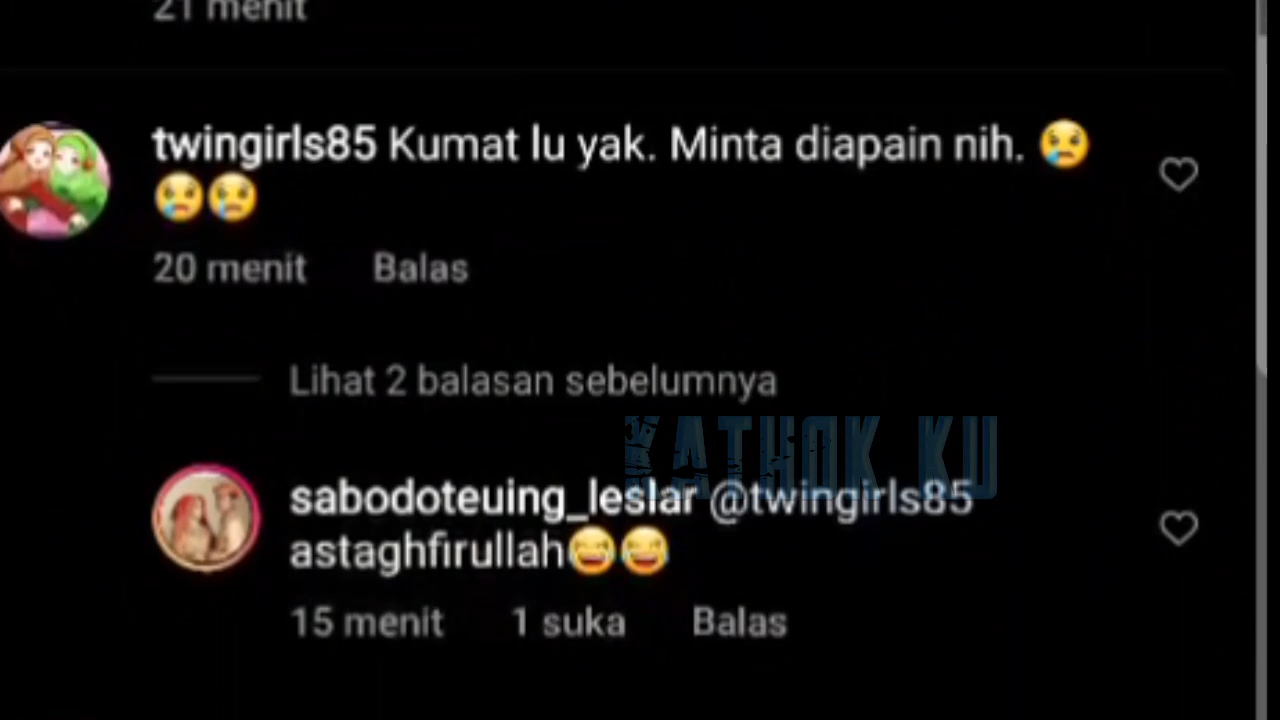 21 menit
twingirls85 Kumat lu yak. Minta diapain nih. 😢
😢😢
20 menit Balas
Lihat 2 balasan sebelumnya
KATHOK KU
sabodoteuing_leslar @twingirls85
astaghfirullah😂😂
15 menit 1 suka Balas